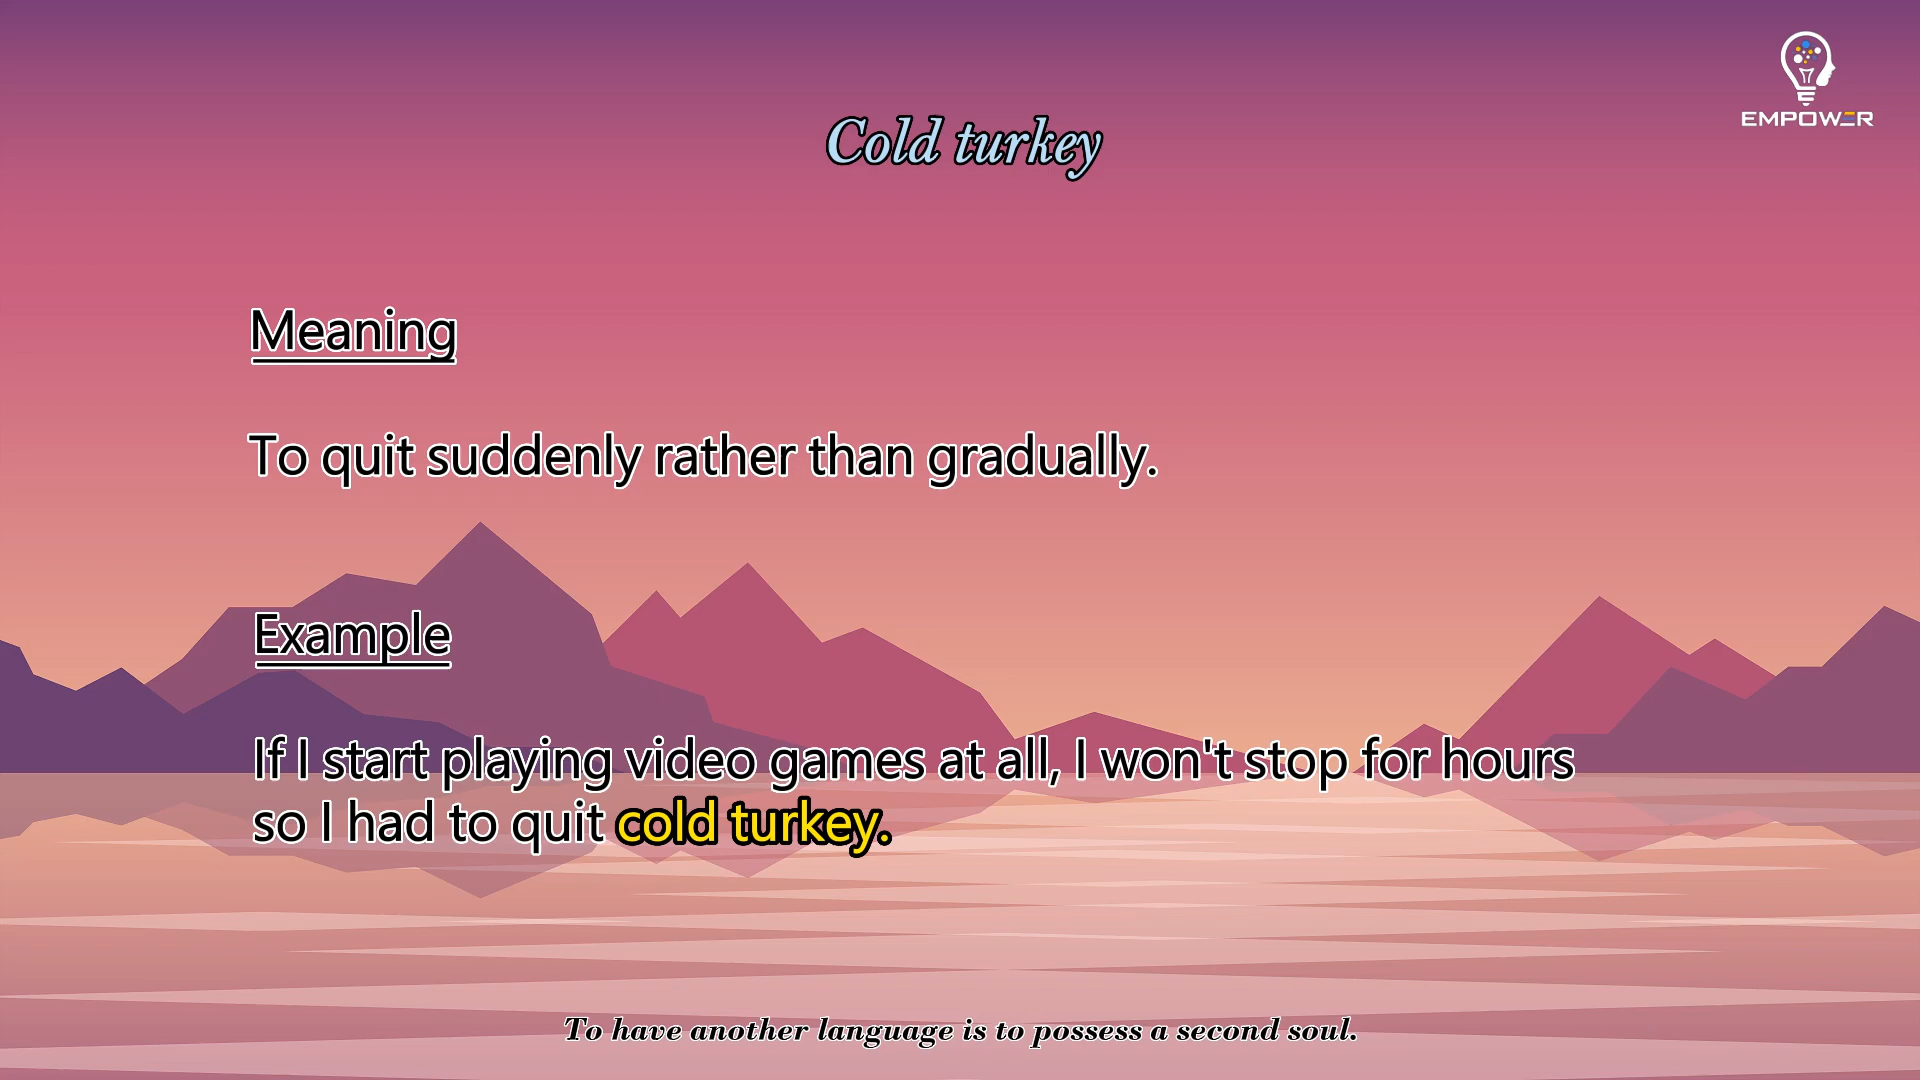 EMPOWER
Cold turkey
Meaning
To quit suddenly rather than gradually.
Example
If I start playing video games at all, I won't stop for hours
so I had to quit cold turkey.
To have another language is to possess a second soul.